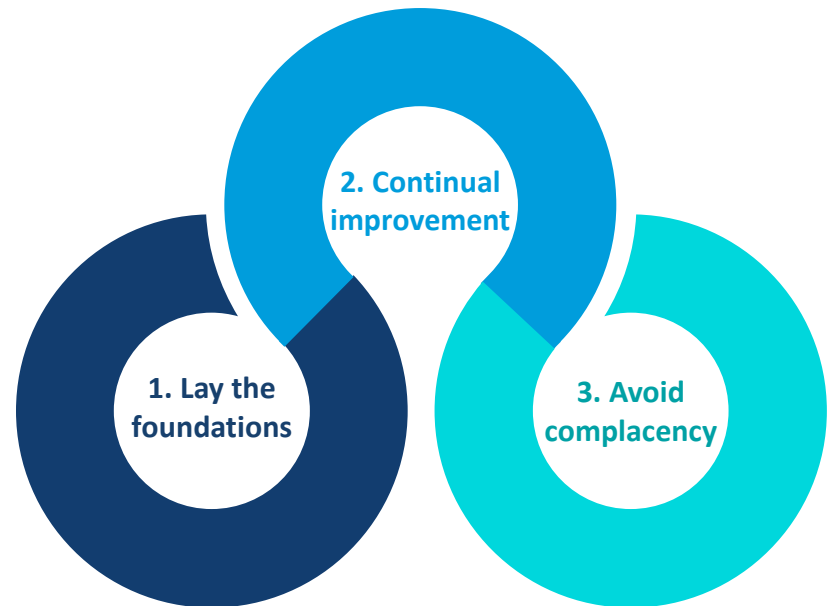 1. Lay the
foundations
2. Continual
improvement
3. Avoid
complacency